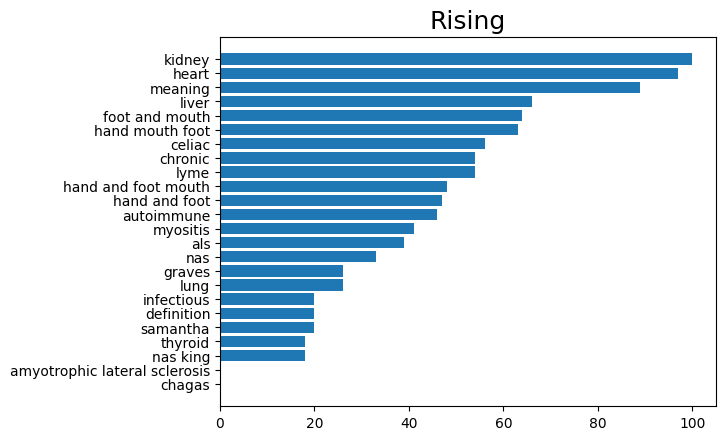 Rising
kidney
heart
meaning
liver
foot and mouth
hand mouth foot
celiac
chronic
lyme
hand and foot mouth
hand and foot
autoimmune
myositis
als
nas
graves
lung
infectious
definition
samantha
thyroid
nas king
amyotrophic lateral sclerosis
chagas
0 20 40 60 80 100